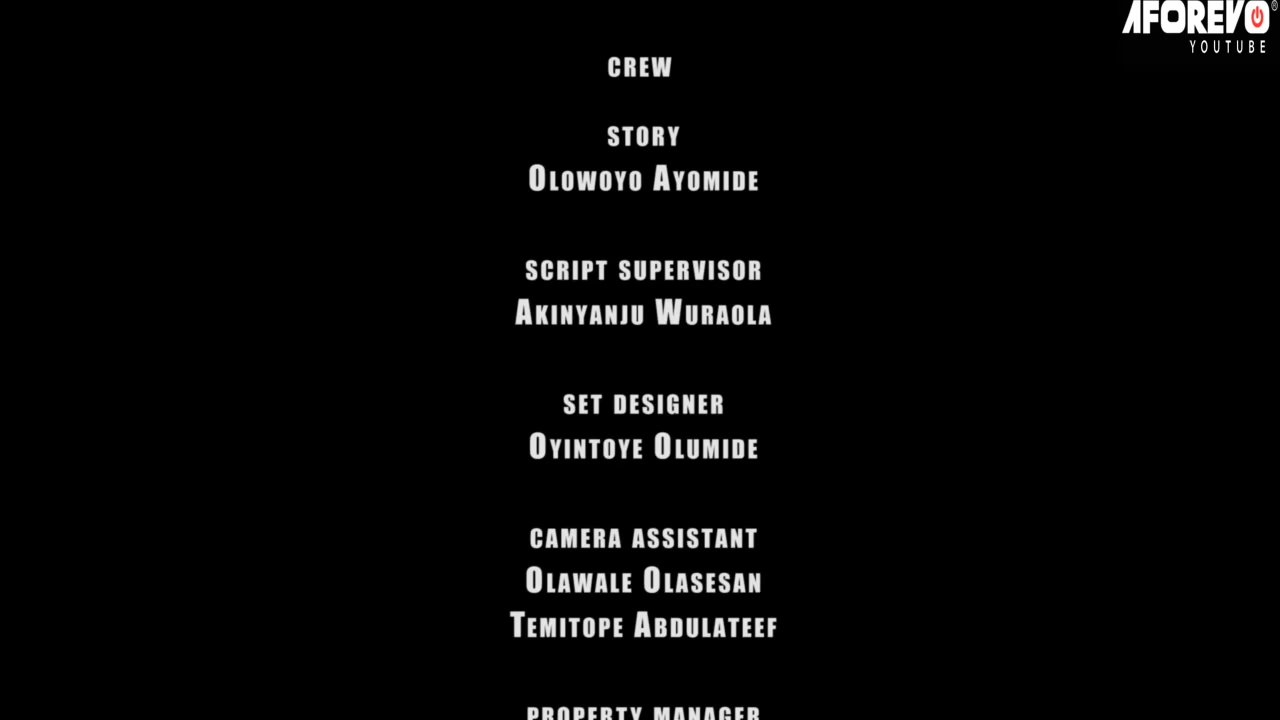 AFOREVO
YOUTUBE
CREW
STORY
OLOWOYO AYOMIDE
SCRIPT SUPERVISOR
AKINYANJU WURAOLA
SET DESIGNER
OYINTOYE OLUMIDE
CAMERA ASSISTANT
OLAWALE OLASESAN
TEMITOPE ABDULATEEF
PROPERTY MANAGER